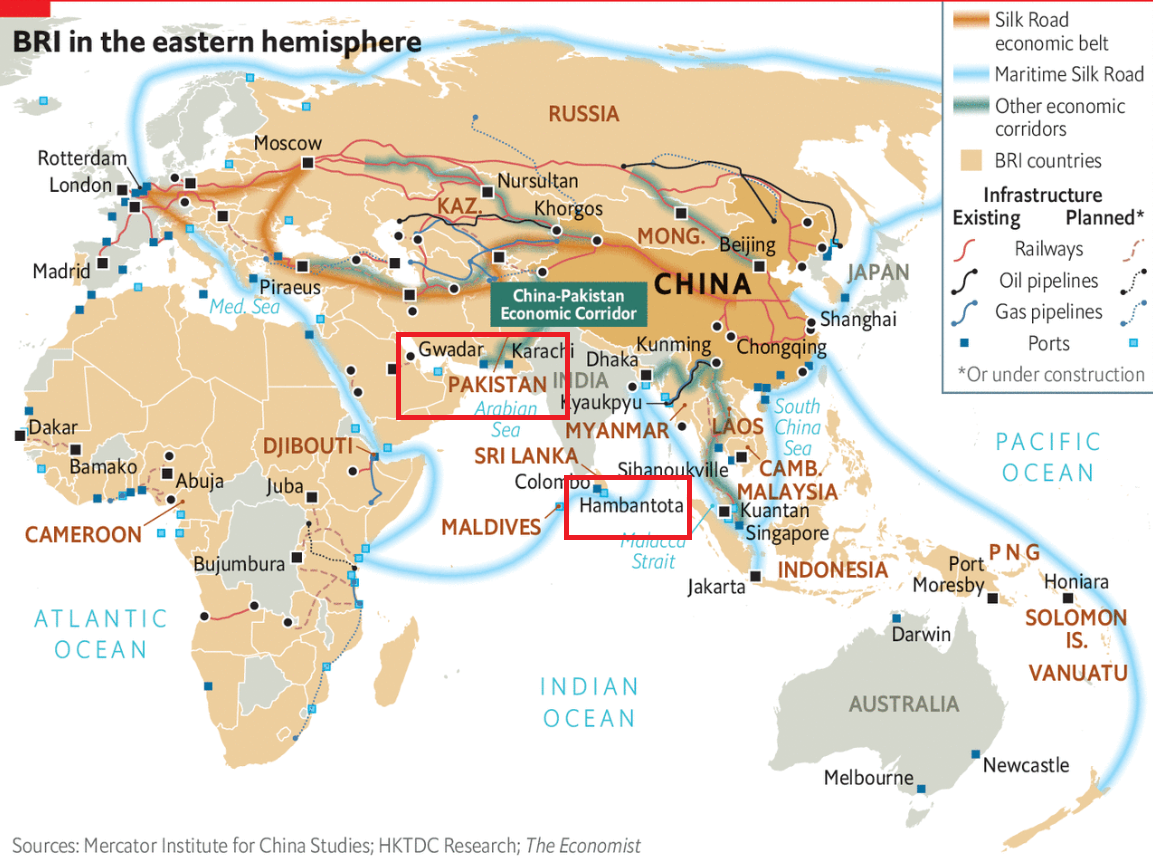 BRI in the eastern hemisphere
Silk Road
economic belt
Maritime Silk Road
Other economic
corridors
BRI countries
Infrastructure
Existing
Planned*
Railways
Oil pipelines
Gas pipelines
Ports
*Or under construction
RUSSIA
Moscow
Rotterdam
London
Nursultan
KAZ.
Khorgos
MONG.
Beijing
Madrid
Piraeus
CHINA
JAPAN
Med. Sea
China-Pakistan
Economic Corridor
Shanghai
Gwadar
Karachi
Dhaka
Kunming
Chongqing
PAKISTAN
INDIA
Arabian
Sea
Kyaukpyu
South
China
Sea
Dakar
MYANMAR
LAOS
PACIFIC
OCEAN
Bamako
DJIBOUTI
SRI LANKA
Sihanoukville
CAMB.
Abuja
Juba
Colombo
MALAYSIA
Hambantota
Kuantan
CAMEROON
MALDIVES
Singapore
Malacca
Strait
Bujumbura
INDONESIA
PNG
Port
Moresby
Honiara
Jakarta
ATLANTIC
OCEAN
SOLOMON
IS.
Darwin
VANUATU
INDIAN
OCEAN
AUSTRALIA
Newcastle
Melbourne
Sources: Mercator Institute for China Studies; HKTDC Research; The Economist